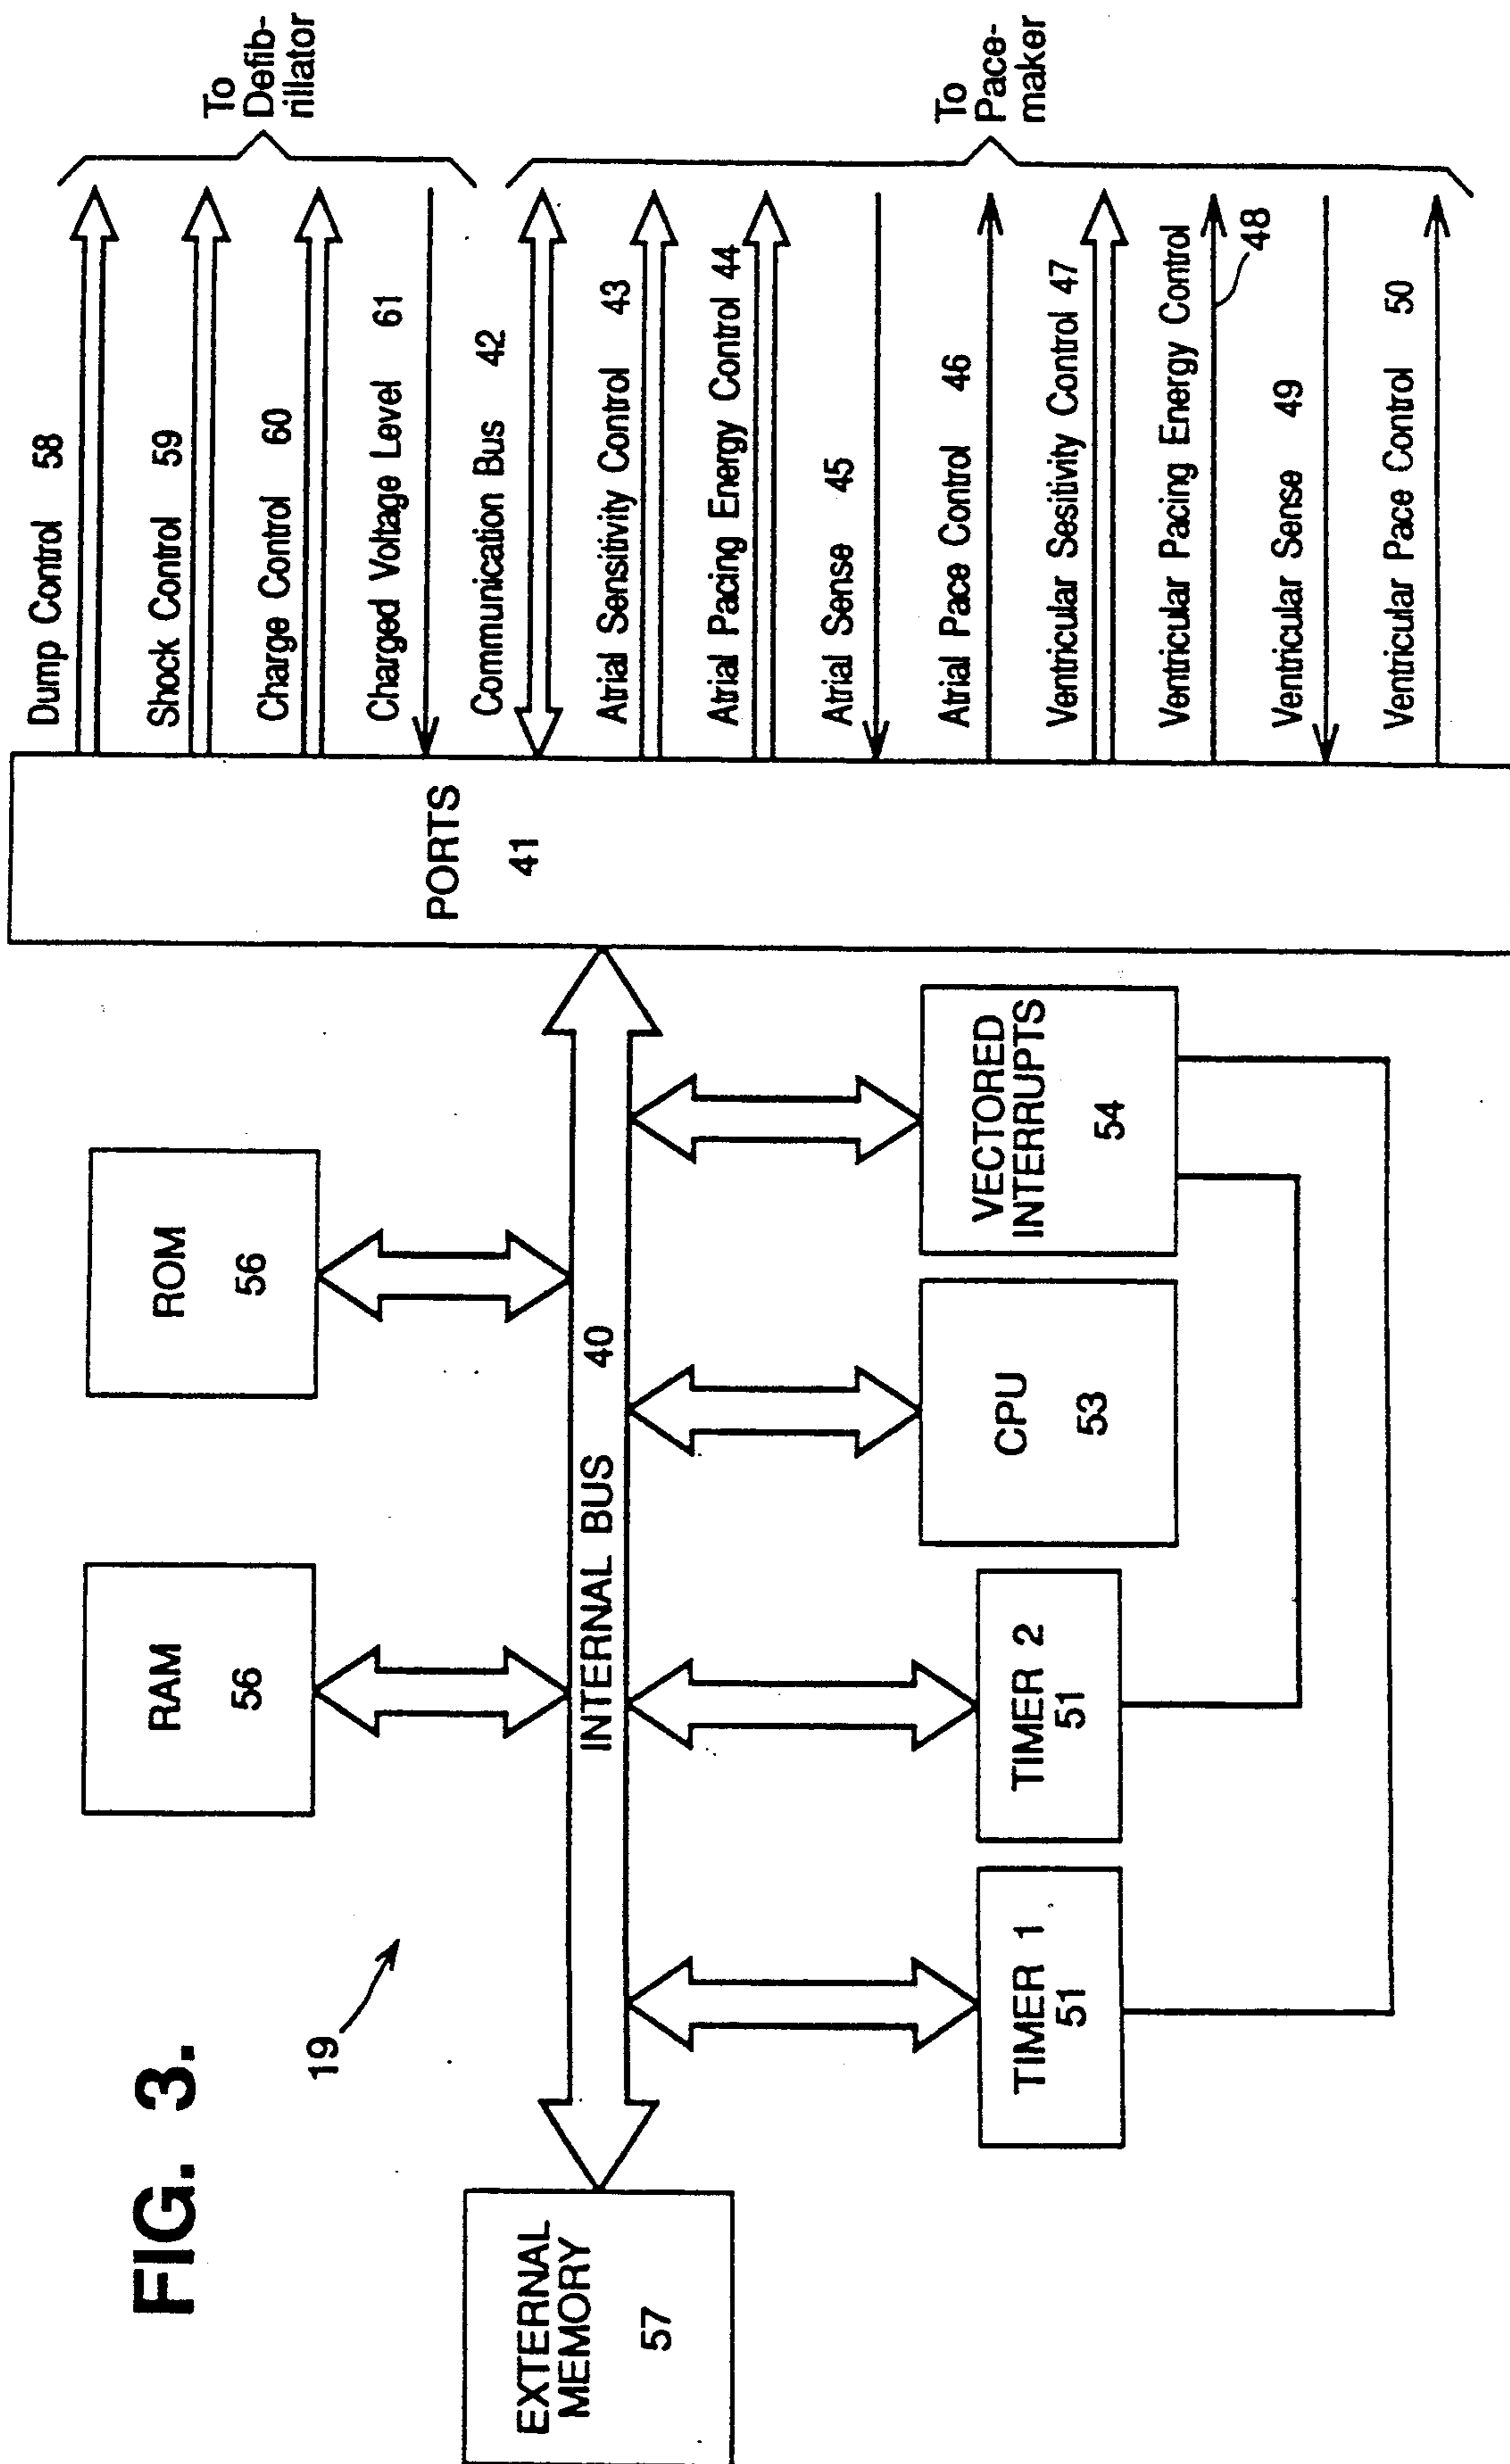 FIG. 3.
19
EXTERNAL
MEMORY
57
RAM
56
ROM
56
INTERNAL BUS 40
TIMER 1
51
TIMER 2
51
CPU
53
VECTORED
INTERRUPTS
54
PORTS
41
Dump Control 58
Shock Control 59
Charge Control 60
Charged Voltage Level 61
To
Defib-
rillator
Communication Bus 42
Atrial Sensitivity Control 43
Atrial Pacing Energy Control 44
Atrial Sense 45
Atrial Pace Control 46
Ventricular Sesitivity Control 47
Ventricular Pacing Energy Control
48
Ventricular Sense 49
Ventricular Pace Control 50
To
Pace-
maker